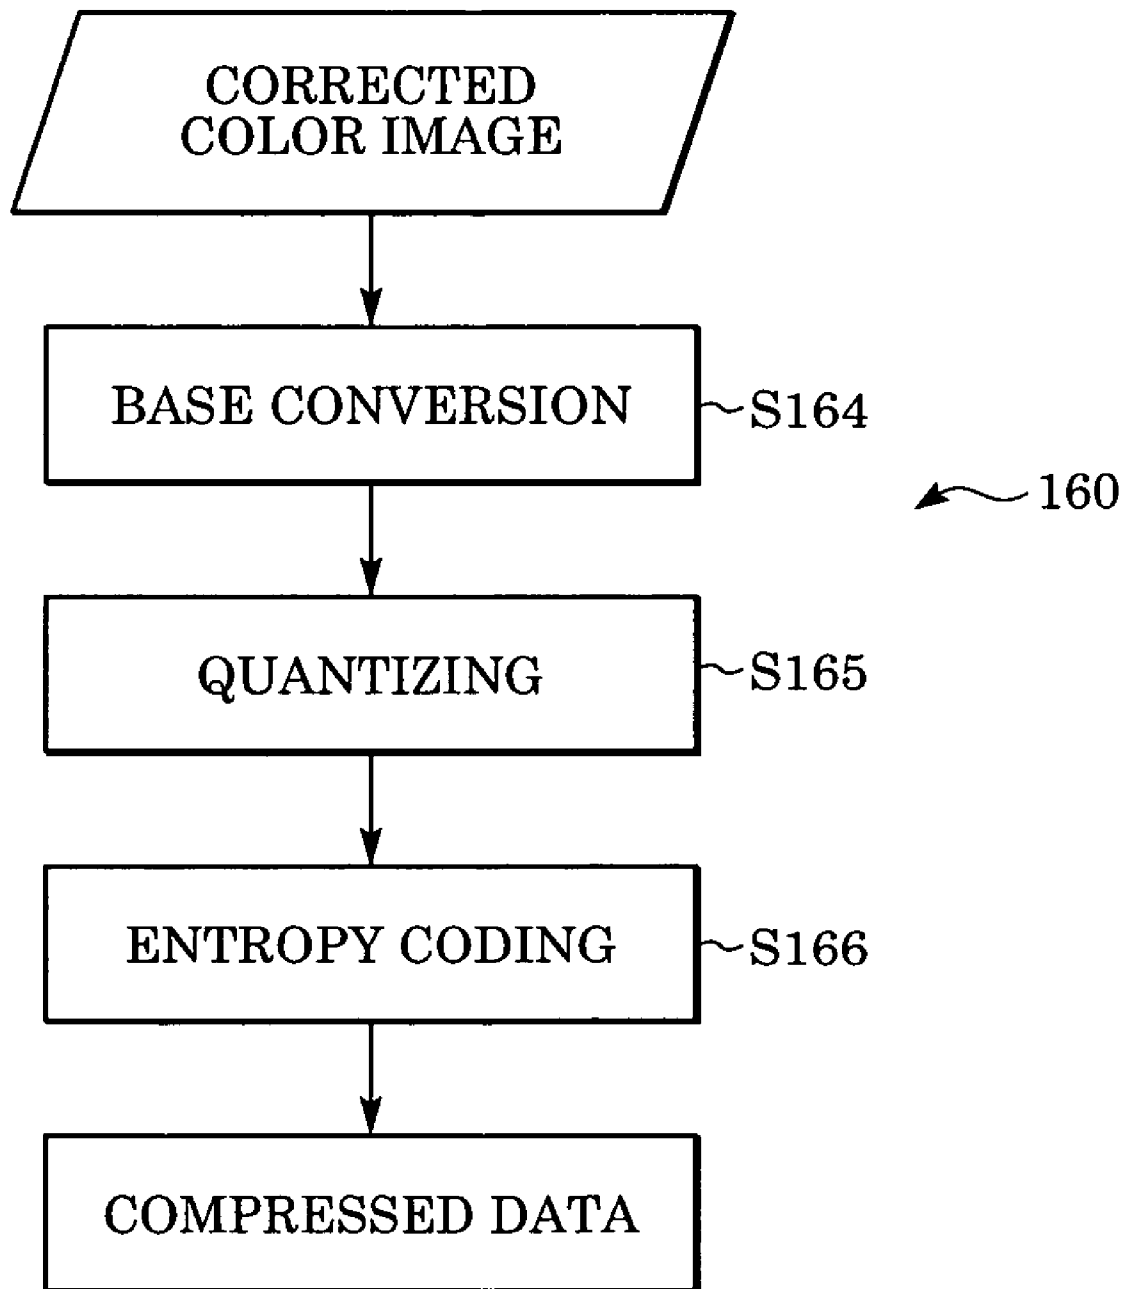 CORRECTED
COLOR IMAGE
BASE CONVERSION
S164
160
QUANTIZING
S165
ENTROPY CODING
S166
COMPRESSED DATA